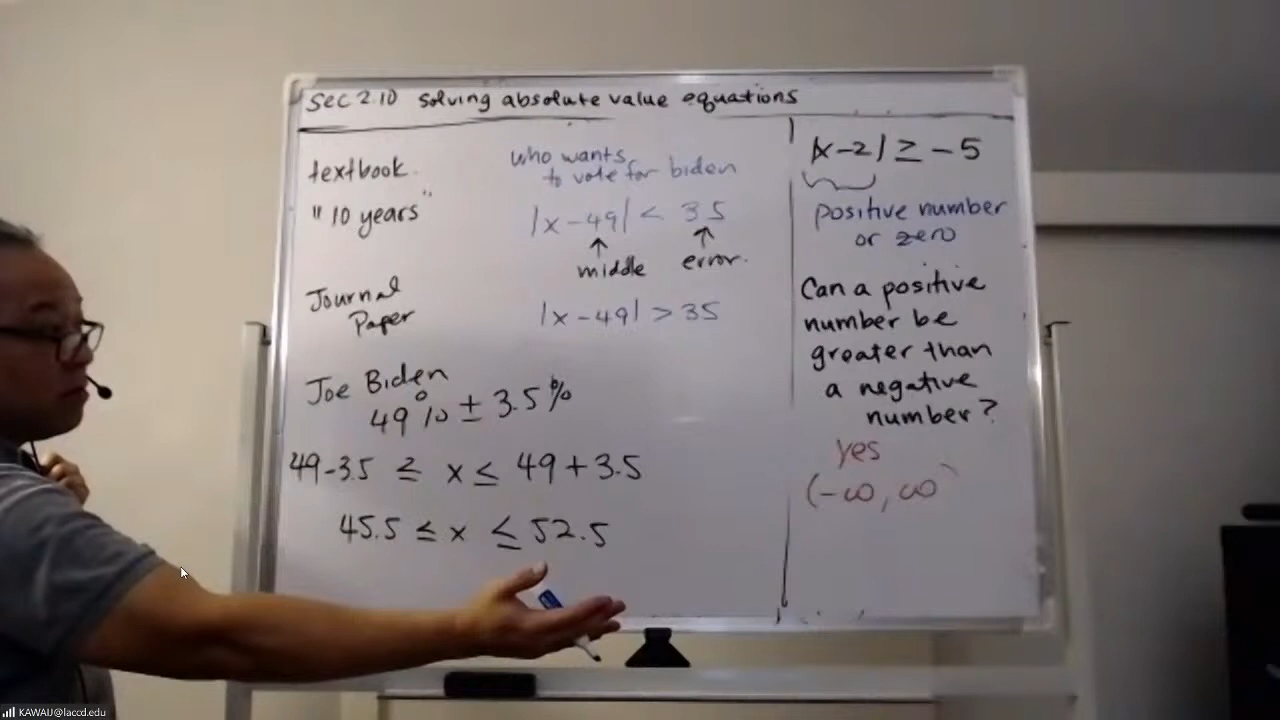 Sec 2.10 solving absolute value equations
textbook.
"10 years"
Journal
Paper
who wants
to vote for biden
|x-49| < 35
↑ ↑
middle error.
|x-49| > 35
Joe Biden
49% ± 3.5%
49-3.5 ≥ x ≤ 49+3.5
45.5 ≤ x ≤ 52.5
|x-2| ≥ -5
positive number
or zero
Can a positive
number be
greater than
a negative
number?
yes
(-∞, ∞)
KAWAIJ@laccd.edu